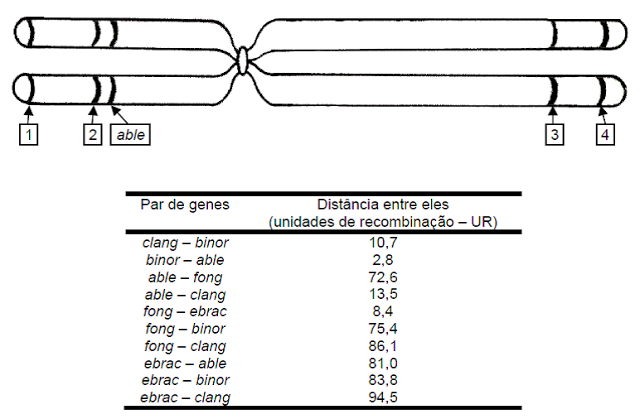 1 2 able 3 4
Par de genes Distância entre eles
(unidades de recombinação – UR)
clang – binor 10,7
binor – able 2,8
able – fong 72,6
able – clang 13,5
fong – ebrac 8,4
fong – binor 75,4
fong – clang 86,1
ebrac – able 81,0
ebrac – binor 83,8
ebrac – clang 94,5